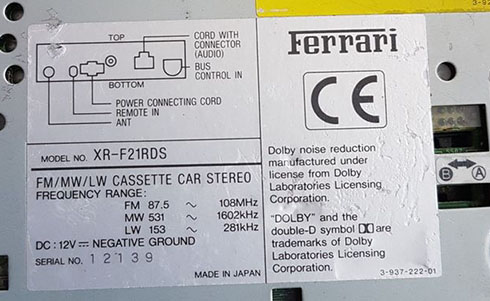 TOP
CORD WITH
CONNECTOR
(AUDIO)
BUS
CONTROL IN
BOTTOM
POWER CONNECTING CORD
REMOTE IN
ANT
MODEL NO. XR-F21RDS
FM/MW/LW CASSETTE CAR STEREO
FREQUENCY RANGE:
FM 87.5 ~ 108MHz
MW 531 ~ 1602kHz
LW 153 ~ 281kHz
DC : 12V NEGATIVE GROUND
SERIAL NO. 12139
MADE IN JAPAN
Ferrari
CE
Dolby noise reduction
manufactured under
license from Dolby
Laboratories Licensing
Corporation.
"DOLBY" and the
double-D symbol are
trademarks of Dolby
Laboratories Licensing
Corporation.
3-937-222-01
B A